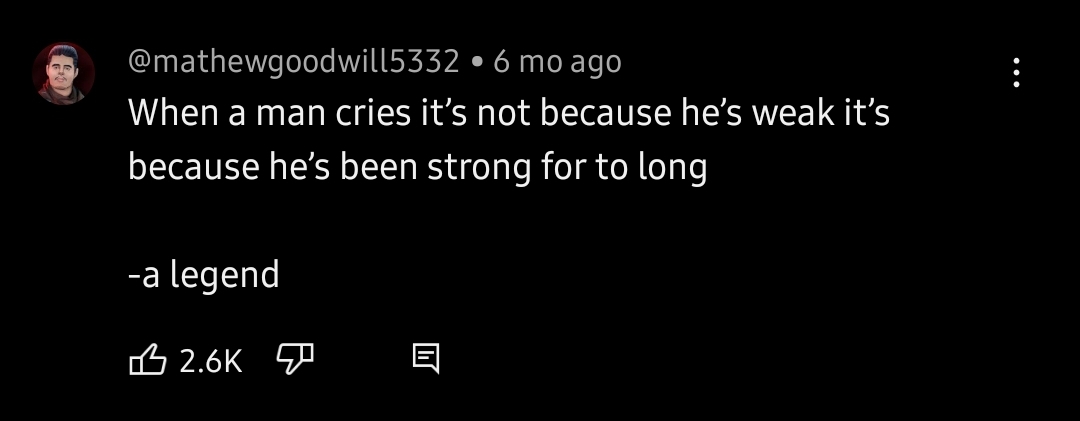 @mathewgoodwill5332 • 6 mo ago
When a man cries it’s not because he’s weak it’s
because he’s been strong for to long
-a legend
2.6K